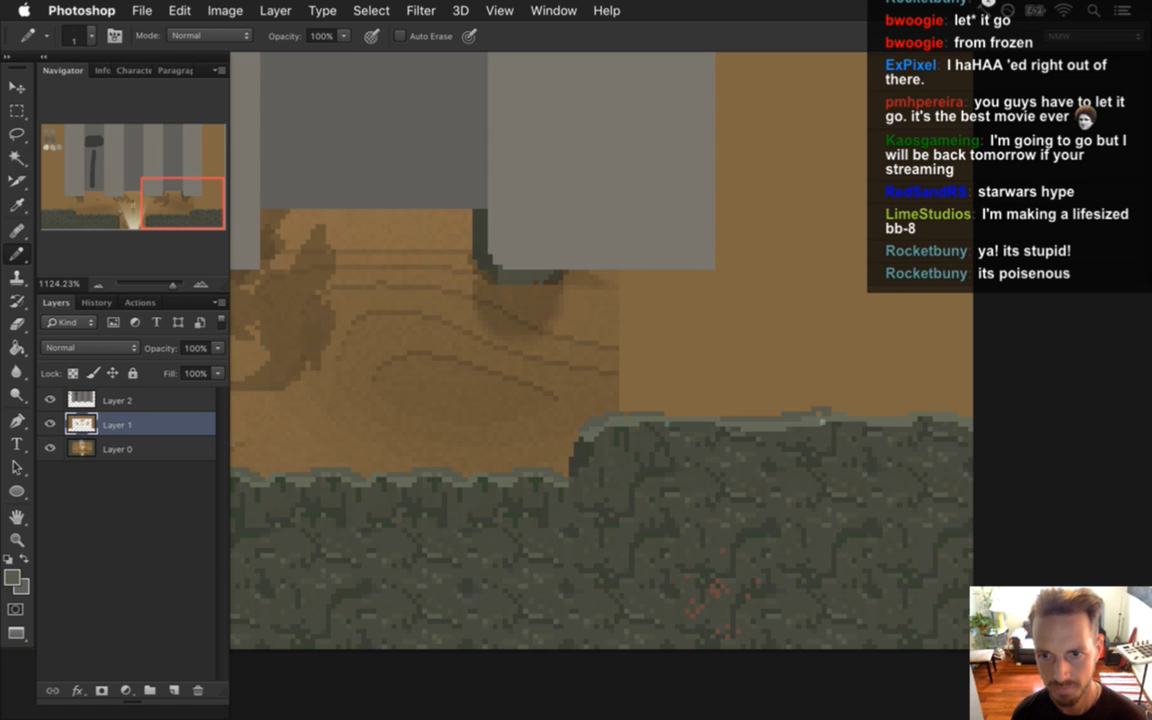 Photoshop File Edit Image Layer Type Select Filter 3D View Window Help
1 Mode: Normal Opacity: 100% Auto Erase
Navigator Info Characte Paragraç
1124.23%
Layers History Actions
Kind
Normal Opacity: 100%
Lock: Fill: 100%
Layer 2
Layer 1
Layer 0
Rocketbuny:
bwoogie: let* it go
bwoogie: from frozen
ExPixel: I haHAA 'ed right out of
there.
pmhpereira: you guys have to let it
go. it's the best movie ever
Kaosgameing: I'm going to go but I
will be back tomorrow if your
streaming
RedSandRS: starwars hype
LimeStudios: I'm making a lifesized
bb-8
Rocketbuny: ya! its stupid!
Rocketbuny: its poisenous